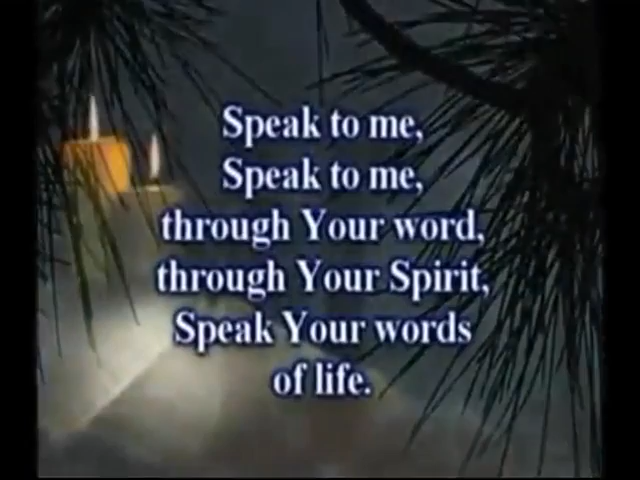 Speak to me,
Speak to me,
through Your word,
through Your Spirit,
Speak Your words
of life.